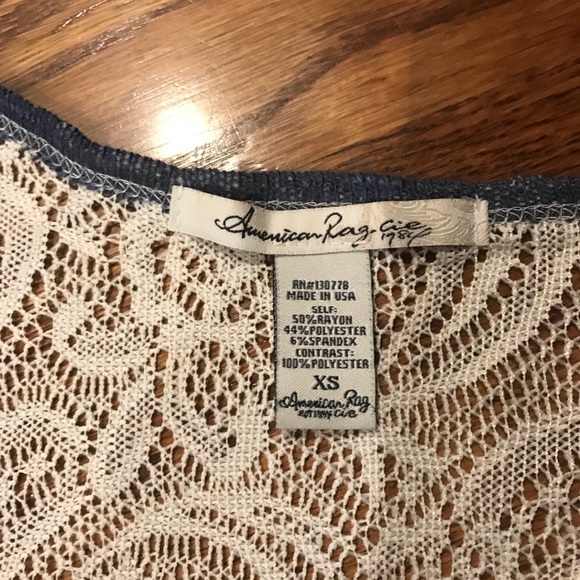 American Rag Cie
1984
RN#130778
MADE IN USA
SELF:
50%RAYON
44%POLYESTER
6%SPANDEX
CONTRAST:
100%POLYESTER
XS
American Rag
Cie